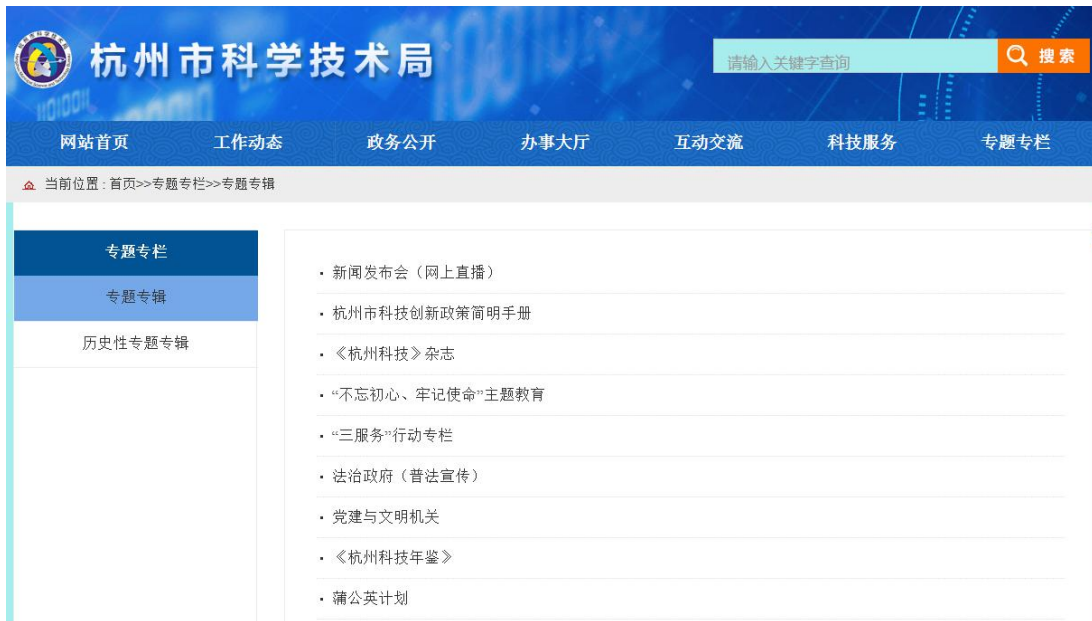 杭州市科学技术局
请输入关键字查询
搜索
网站首页 工作动态 政务公开 办事大厅 互动交流 科技服务 专题专栏
当前位置 : 首页>>专题专栏>>专题专辑
专题专栏
专题专辑
历史性专题专辑
· 新闻发布会（网上直播）
· 杭州市科技创新政策简明手册
· 《杭州科技》杂志
· “不忘初心、牢记使命”主题教育
· “三服务”行动专栏
· 法治政府（普法宣传）
· 党建与文明机关
· 《杭州科技年鉴》
· 蒲公英计划